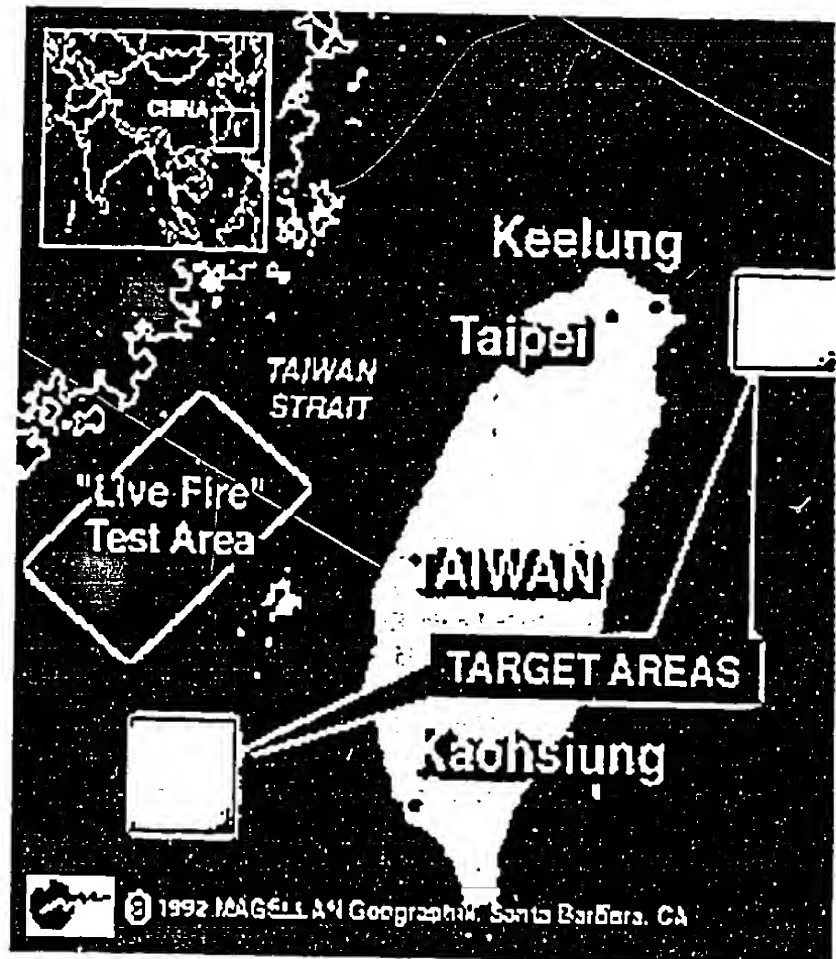 CHINA
Keelung
Taipei
TAIWAN
STRAIT
"Live Fire"
Test Area
TAIWAN
TARGET AREAS
Kaohsiung
© 1992 MAGELLAN Geographix, Santa Barbara, CA